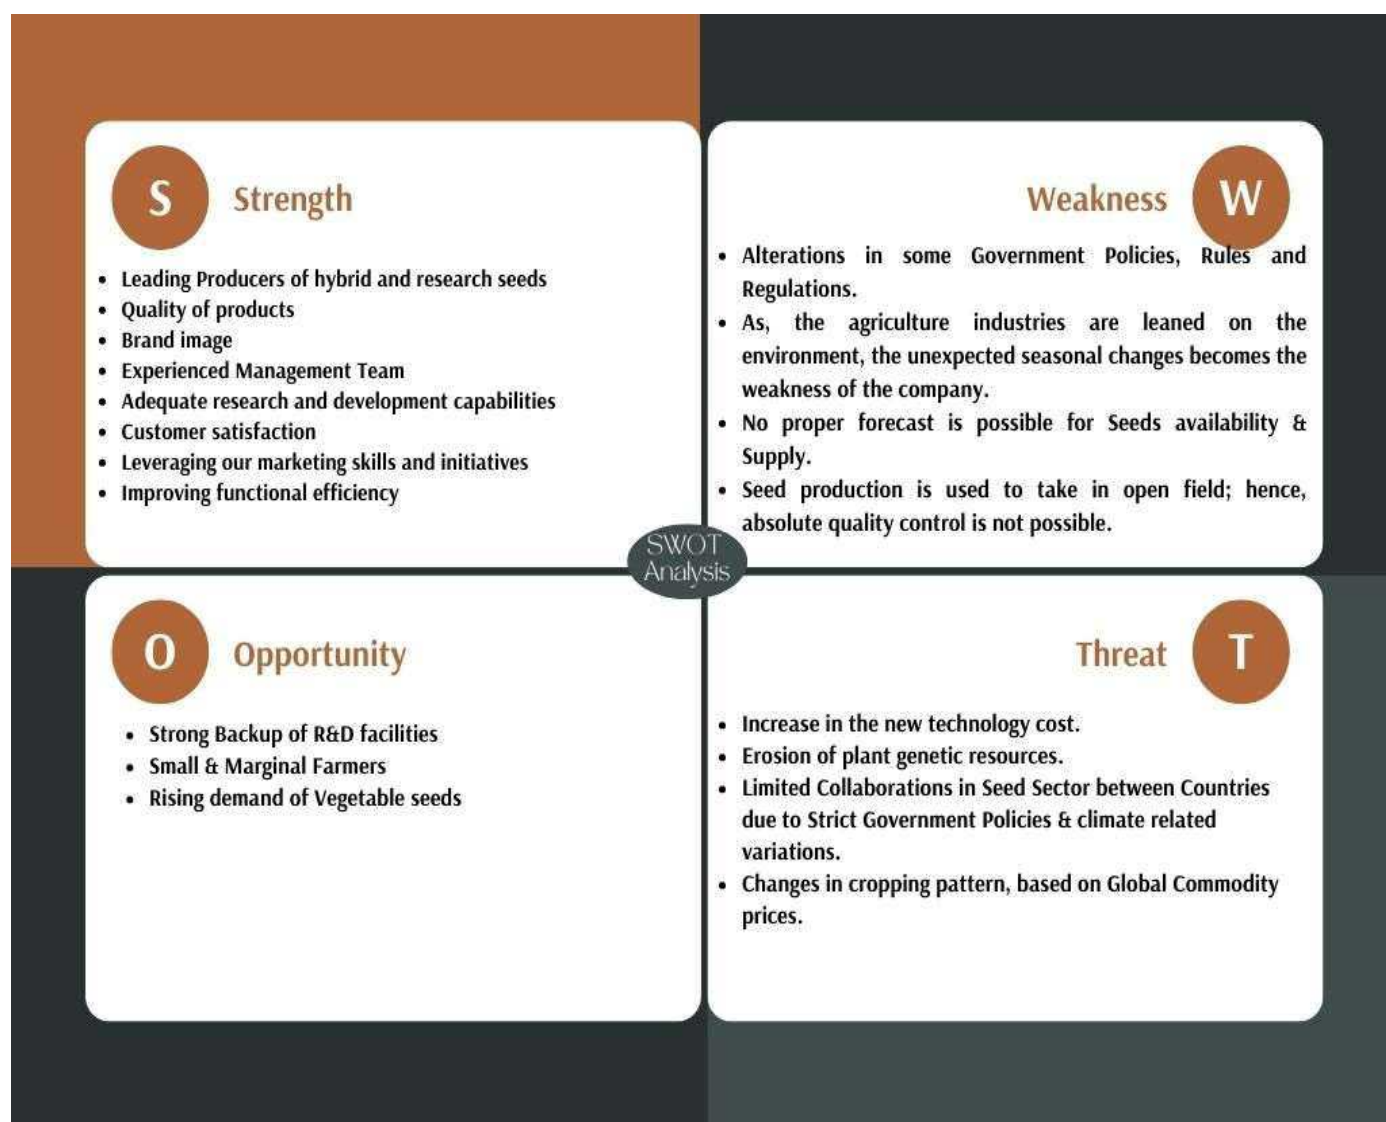 S
Strength
• Leading Producers of hybrid and research seeds
• Quality of products
• Brand image
• Experienced Management Team
• Adequate research and development capabilities
• Customer satisfaction
• Leveraging our marketing skills and initiatives
• Improving functional efficiency
Weakness
W
• Alterations in some Government Policies, Rules and
Regulations.
• As, the agriculture industries are leaned on the
environment, the unexpected seasonal changes becomes the
weakness of the company.
• No proper forecast is possible for Seeds availability &
Supply.
• Seed production is used to take in open field; hence,
absolute quality control is not possible.
SWOT
Analysis
O
Opportunity
• Strong Backup of R&D facilities
• Small & Marginal Farmers
• Rising demand of Vegetable seeds
Threat
T
• Increase in the new technology cost.
• Erosion of plant genetic resources.
• Limited Collaborations in Seed Sector between Countries
due to Strict Government Policies & climate related
variations.
• Changes in cropping pattern, based on Global Commodity
prices.